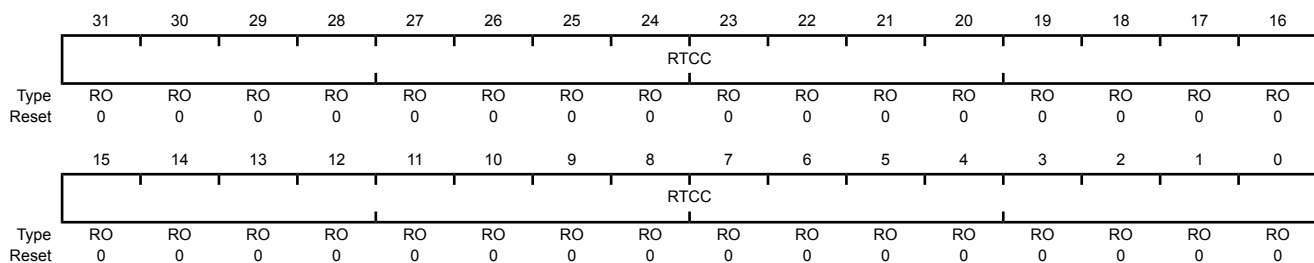 31 30 29 28 27 26 25 24 23 22 21 20 19 18 17 16
RTCC
Type RO RO RO RO RO RO RO RO RO RO RO RO RO RO RO RO
Reset 0 0 0 0 0 0 0 0 0 0 0 0 0 0 0 0
15 14 13 12 11 10 9 8 7 6 5 4 3 2 1 0
RTCC
Type RO RO RO RO RO RO RO RO RO RO RO RO RO RO RO RO
Reset 0 0 0 0 0 0 0 0 0 0 0 0 0 0 0 0